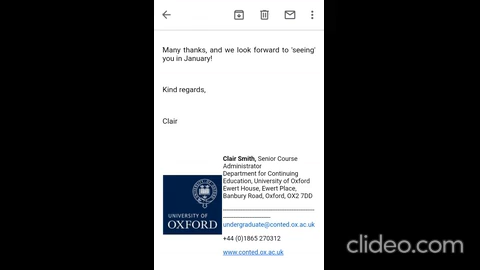 Many thanks, and we look forward to 'seeing'
you in January!
Kind regards,
Clair
Clair Smith, Senior Course
Administrator
Department for Continuing
Education, University of Oxford
Ewert House, Ewert Place,
Banbury Road, Oxford, OX2 7DD
UNIVERSITY OF
OXFORD
undergraduate@conted.ox.ac.uk
+44 (0)1865 270312
www.conted.ox.ac.uk
clideo.com